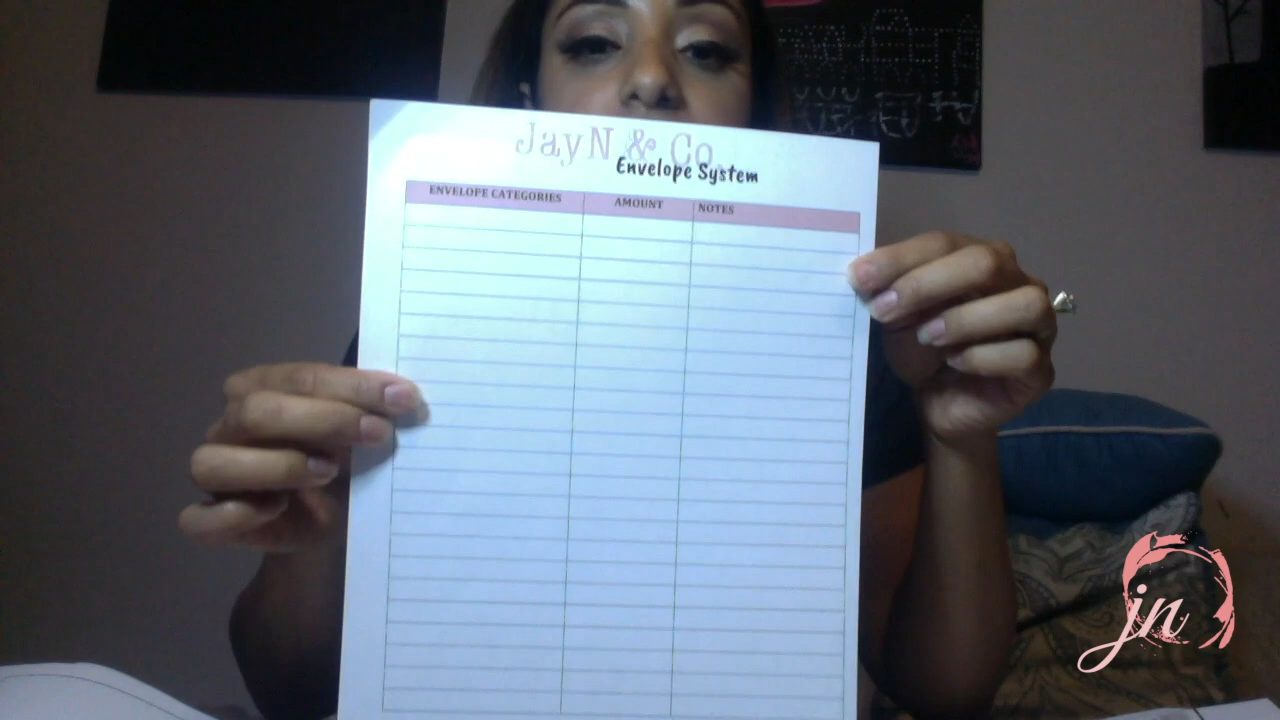 JayN & Co.
Envelope System
ENVELOPE CATEGORIES AMOUNT NOTES
jn